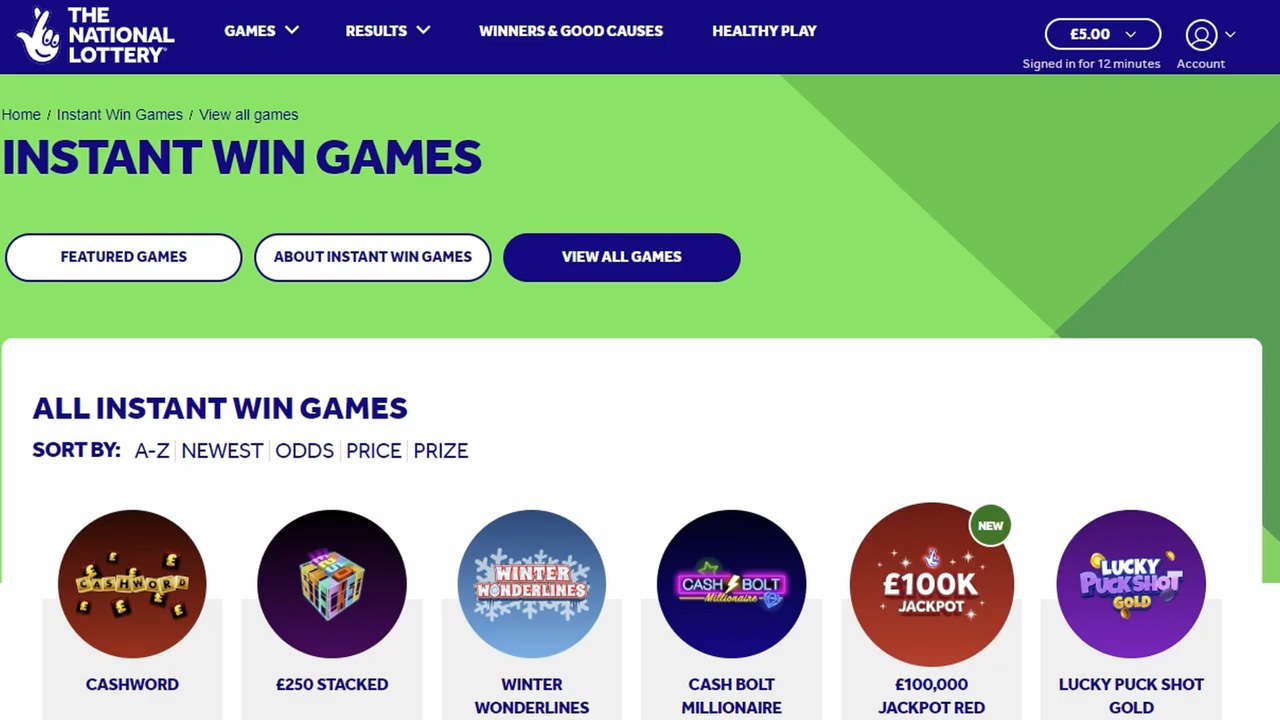 THE
NATIONAL
LOTTERY®
GAMES RESULTS WINNERS & GOOD CAUSES HEALTHY PLAY
£5.00
Signed in for 12 minutes Account
Home / Instant Win Games / View all games
INSTANT WIN GAMES
FEATURED GAMES ABOUT INSTANT WIN GAMES VIEW ALL GAMES
ALL INSTANT WIN GAMES
SORT BY: A-Z NEWEST ODDS PRICE PRIZE
CASHWORD
WINTER
WONDERLINES
CASH BOLT
Millionaire
NEW
£100K
JACKPOT
LUCKY
PUCK SHOT
GOLD
CASHWORD
£250 STACKED
WINTER
WONDERLINES
CASH BOLT
MILLIONAIRE
£100,000
JACKPOT RED
LUCKY PUCK SHOT
GOLD